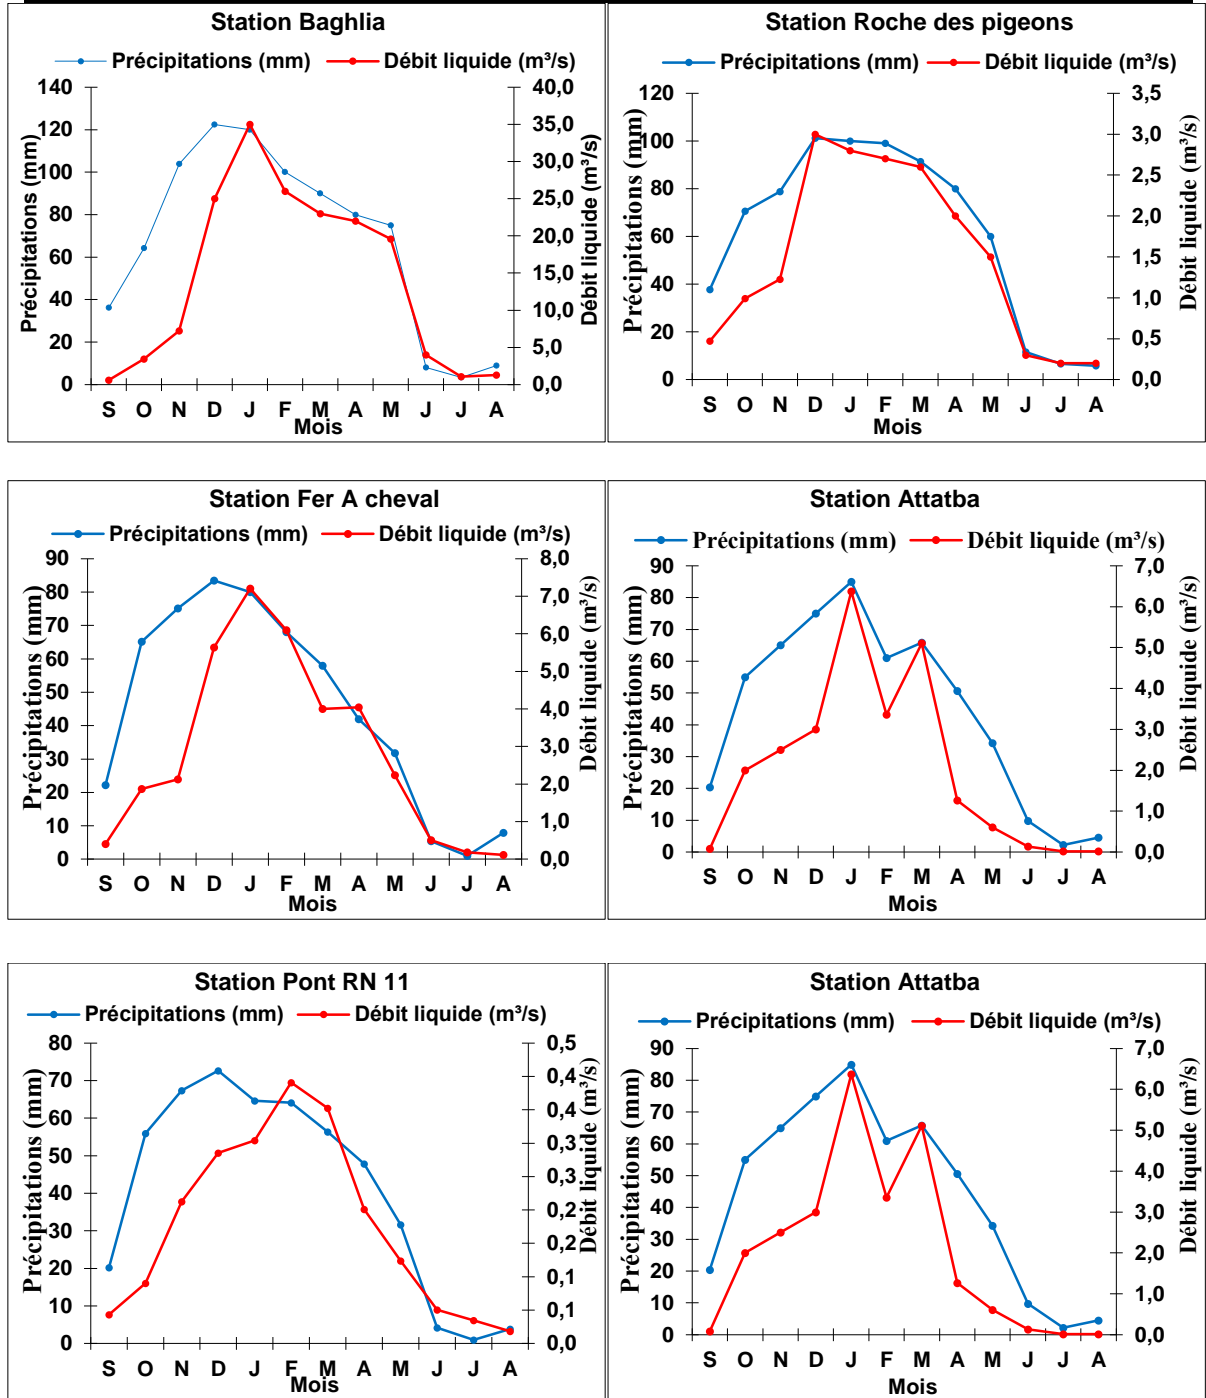 Station Baghlia
Précipitations (mm) Débit liquide (m³/s)
140
120
100
80
60
40
20
0
Précipitations (mm)
40,0
35,0
30,0
25,0
20,0
15,0
10,0
5,0
0,0
Débit liquide (m³/s)
S O N D J F M A M J J A
Mois
Station Roche des pigeons
Précipitations (mm) Débit liquide (m³/s)
120
100
80
60
40
20
0
Précipitations (mm)
3,5
3,0
2,5
2,0
1,5
1,0
0,5
0,0
Débit liquide (m³/s)
S O N D J F M A M J J A
Mois
Station Fer A cheval
Précipitations (mm) Débit liquide (m³/s)
90
80
70
60
50
40
30
20
10
0
Précipitations (mm)
8,0
7,0
6,0
5,0
4,0
3,0
2,0
1,0
0,0
Débit liquide (m³/s)
S O N D J F M A M J J A
Mois
Station Attatba
Précipitations (mm) Débit liquide (m³/s)
90
80
70
60
50
40
30
20
10
0
Précipitations (mm)
7,0
6,0
5,0
4,0
3,0
2,0
1,0
0,0
Débit liquide (m³/s)
S O N D J F M A M J J A
Mois
Station Pont RN 11
Précipitations (mm) Débit liquide (m³/s)
80
70
60
50
40
30
20
10
0
Précipitations (mm)
0,5
0,4
0,4
0,3
0,3
0,2
0,2
0,1
0,1
0,0
Débit liquide (m³/s)
S O N D J F M A M J J A
Mois
Station Attatba
Précipitations (mm) Débit liquide (m³/s)
90
80
70
60
50
40
30
20
10
0
Précipitations (mm)
7,0
6,0
5,0
4,0
3,0
2,0
1,0
0,0
Débit liquide (m³/s)
S O N D J F M A M J J A
Mois